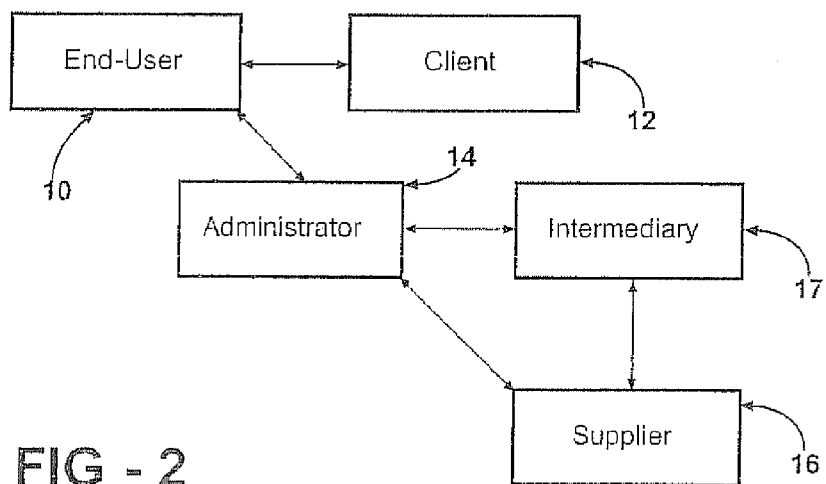 End-User
Client
12
10
14
Administrator
Intermediary
17
Supplier
16
FIG - 2